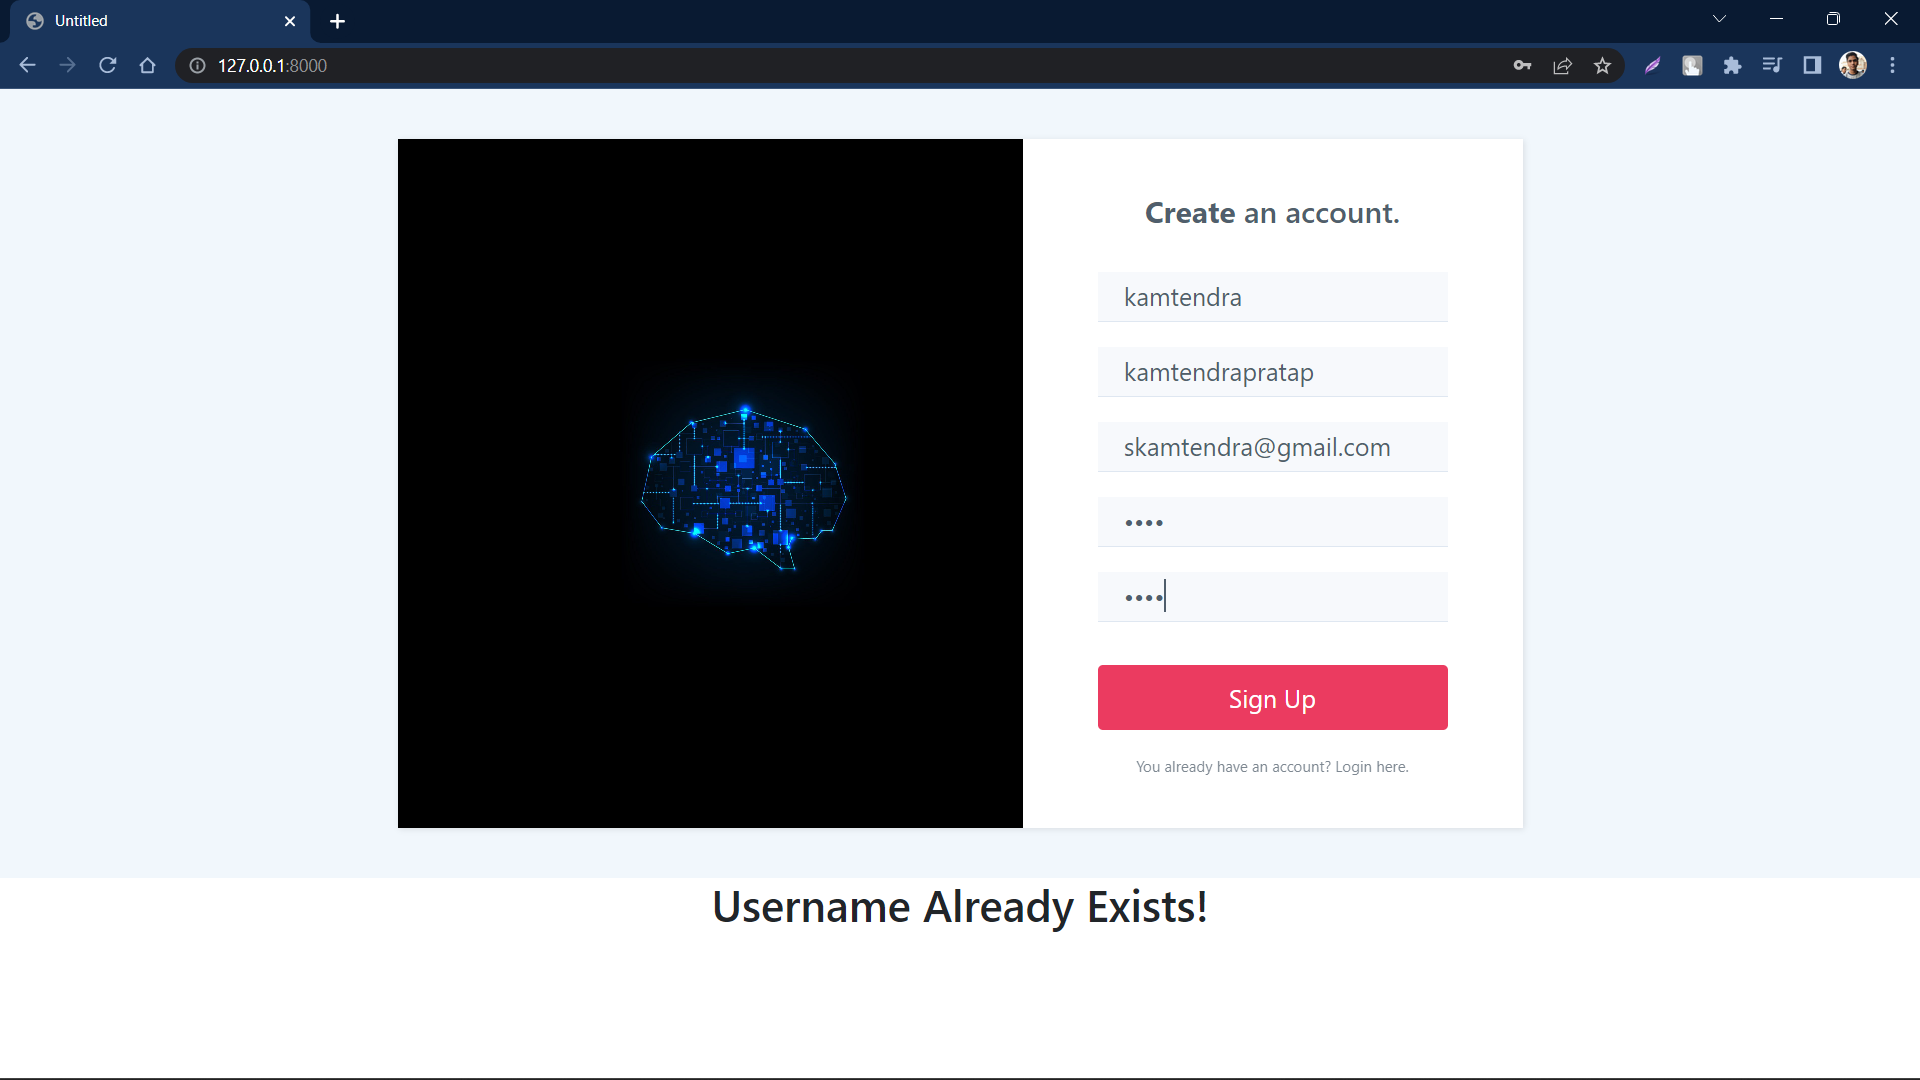 Untitled
127.0.0.1:8000
Create an account.
kamtendra
kamtendrapratap
skamtendra@gmail.com
••••
••••
Sign Up
You already have an account? Login here.
Username Already Exists!